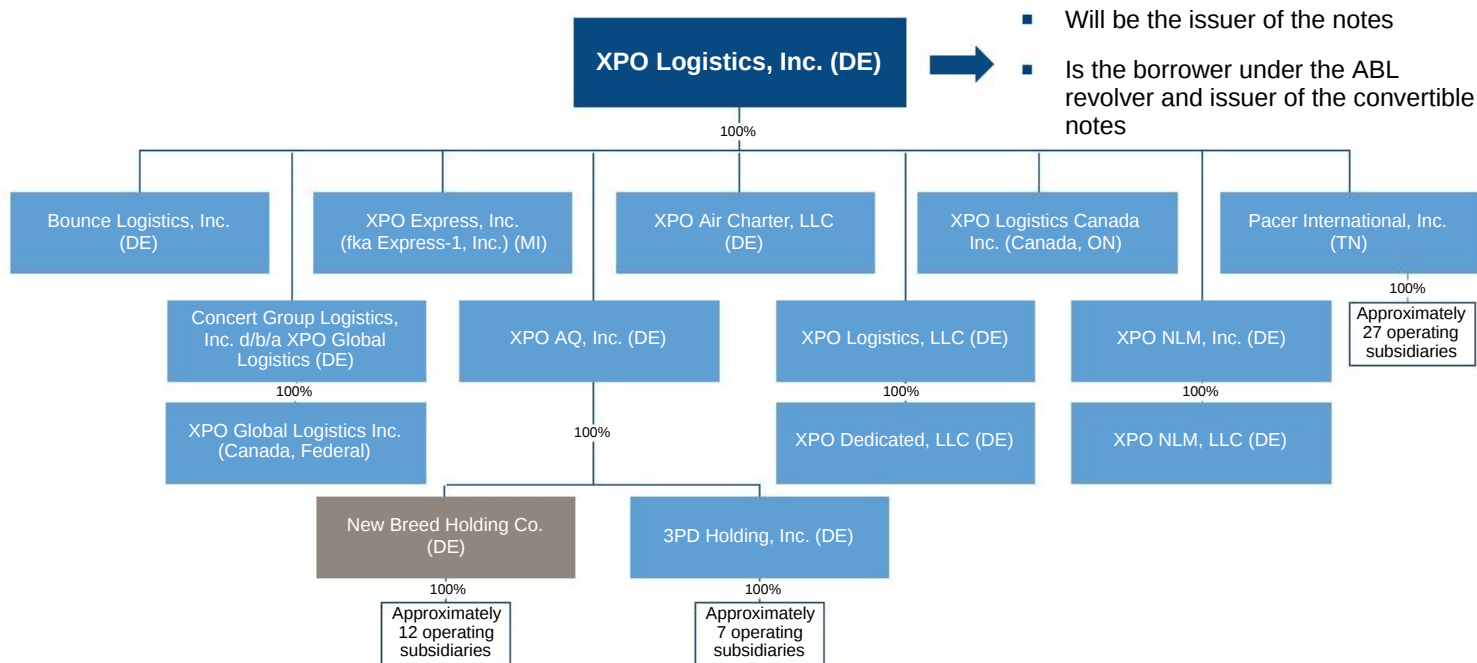 XPO Logistics, Inc. (DE)
▪ Will be the issuer of the notes
▪ Is the borrower under the ABL
revolver and issuer of the convertible
notes
100%
Bounce Logistics, Inc.
(DE)
XPO Express, Inc.
(fka Express-1, Inc.) (MI)
XPO Air Charter, LLC
(DE)
XPO Logistics Canada
Inc. (Canada, ON)
Pacer International, Inc.
(TN)
100%
Approximately
27 operating
subsidiaries
Concert Group Logistics,
Inc. d/b/a XPO Global
Logistics (DE)
XPO AQ, Inc. (DE)
XPO Logistics, LLC (DE)
XPO NLM, Inc. (DE)
100%
100%
100%
XPO Global Logistics Inc.
(Canada, Federal)
100%
XPO Dedicated, LLC (DE)
XPO NLM, LLC (DE)
New Breed Holding Co.
(DE)
3PD Holding, Inc. (DE)
100%
100%
Approximately
12 operating
subsidiaries
Approximately
7 operating
subsidiaries